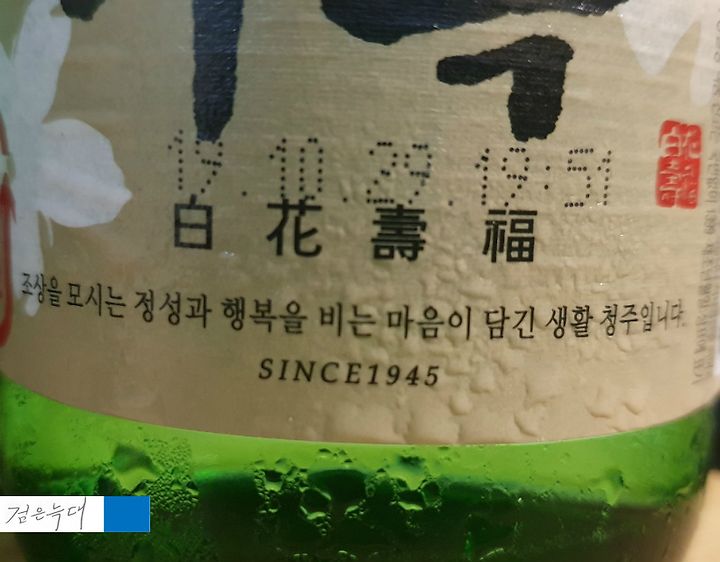 19.10.29.19:51
白花壽福
조상을 모시는 정성과 행복을 비는 마음이 담긴 생활 청주입니다.
SINCE1945
검은늑대